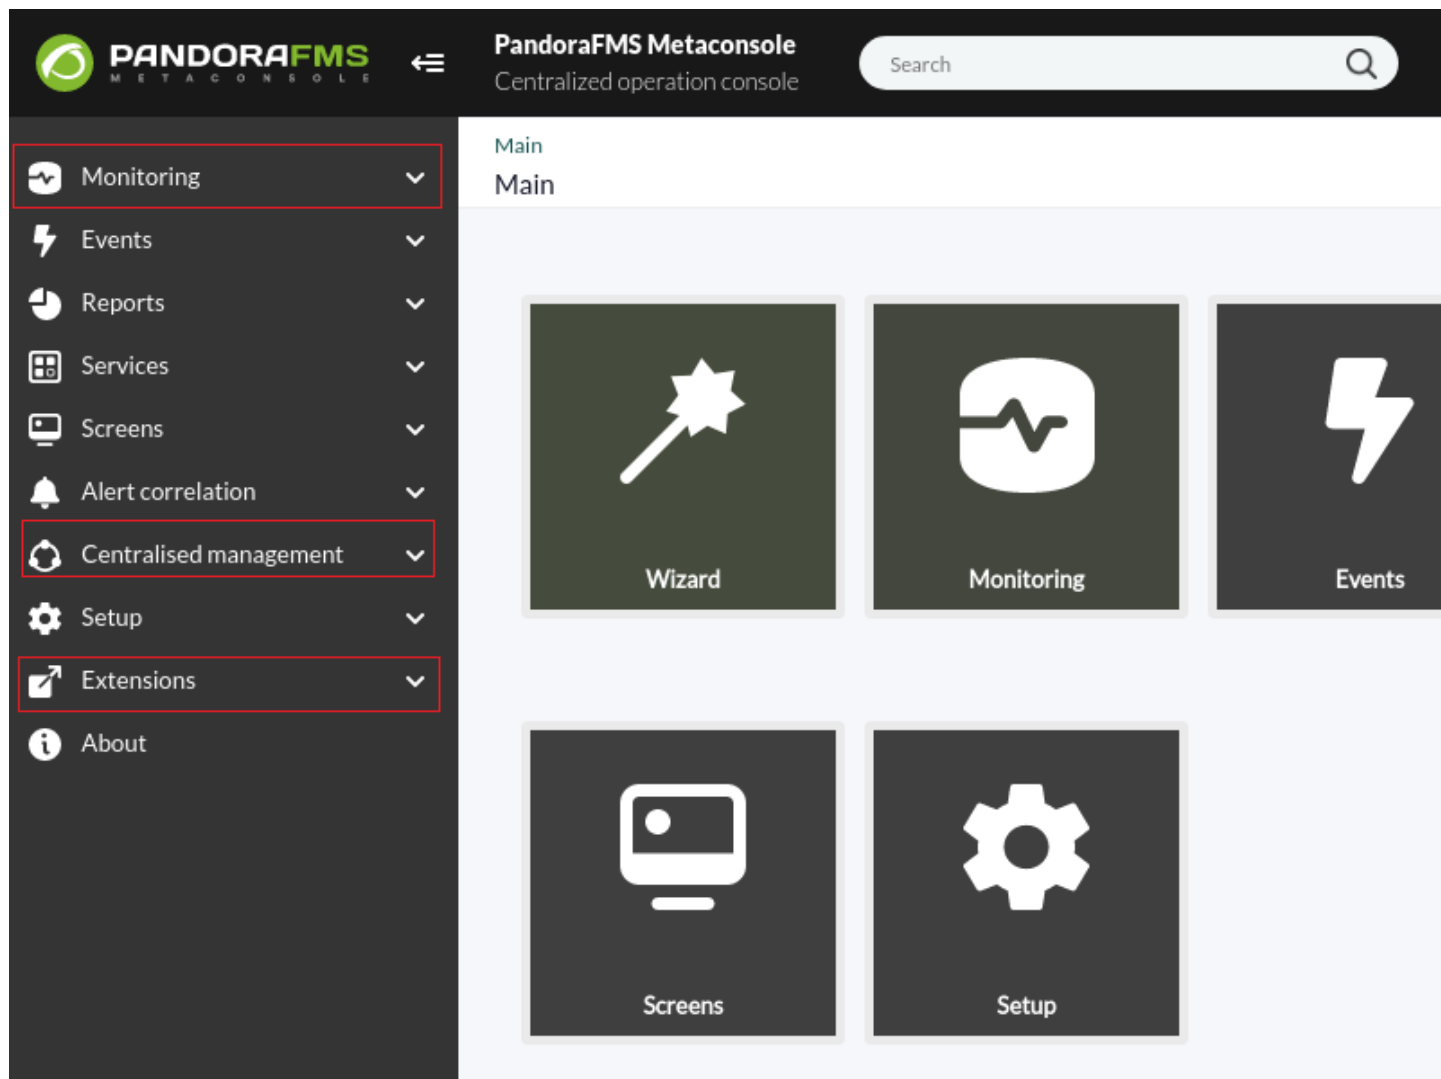 PANDORAFMS
METACONSOLE
PandoraFMS Metaconsole
Centralized operation console
Search
Monitoring
Events
Reports
Services
Screens
Alert correlation
Centralised management
Setup
Extensions
About
Main
Main
Wizard
Monitoring
Events
Screens
Setup